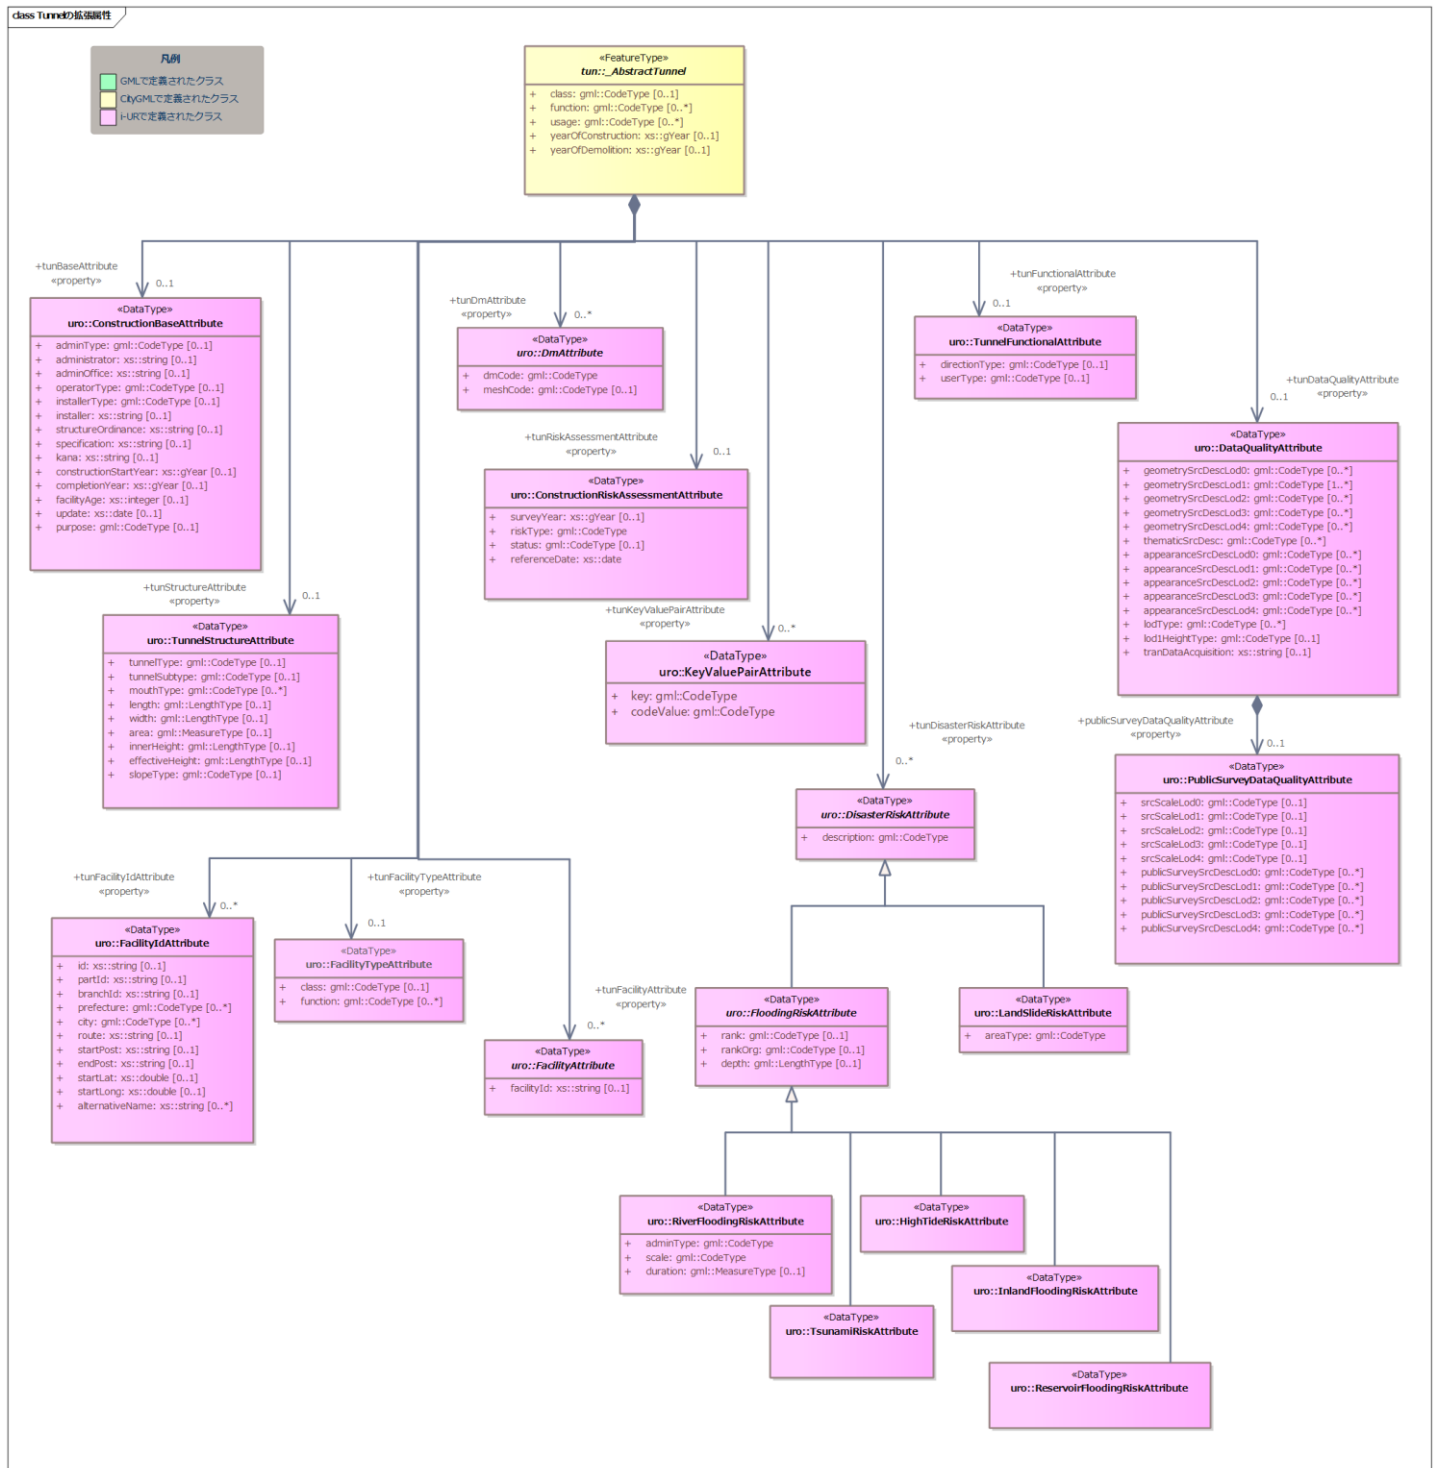 class Tunnelの拡張属性
凡例
GMLで定義されたクラス
CityGMLで定義されたクラス
i-URで定義されたクラス
«FeatureType»
tun::_AbstractTunnel
+ class: gml::CodeType [0..1]
+ function: gml::CodeType [0..*]
+ usage: gml::CodeType [0..*]
+ yearOfConstruction: xs::gYear [0..1]
+ yearOfDemolition: xs::gYear [0..1]
+tunBaseAttribute
«property»
0..1
«DataType»
uro::ConstructionBaseAttribute
+ adminType: gml::CodeType [0..1]
+ administrator: xs::string [0..1]
+ adminOffice: xs::string [0..1]
+ operatorType: gml::CodeType [0..1]
+ installerType: gml::CodeType [0..1]
+ installer: xs::string [0..1]
+ structureOrdinance: xs::string [0..1]
+ specification: xs::string [0..1]
+ kana: xs::string [0..1]
+ constructionStartYear: xs::gYear [0..1]
+ completionYear: xs::gYear [0..1]
+ facilityAge: xs::integer [0..1]
+ update: xs::date [0..1]
+ purpose: gml::CodeType [0..1]
+tunDmAttribute
«property»
0..*
«DataType»
uro::DmAttribute
+ dmCode: gml::CodeType
+ meshCode: gml::CodeType [0..1]
+tunFunctionalAttribute
«property»
0..1
«DataType»
uro::TunnelFunctionalAttribute
+ directionType: gml::CodeType [0..1]
+ userType: gml::CodeType [0..1]
+tunDataQualityAttribute
«property»
0..1
«DataType»
uro::DataQualityAttribute
+ geometrySrcDescLod0: gml::CodeType [0..*]
+ geometrySrcDescLod1: gml::CodeType [1..*]
+ geometrySrcDescLod2: gml::CodeType [0..*]
+ geometrySrcDescLod3: gml::CodeType [0..*]
+ geometrySrcDescLod4: gml::CodeType [0..*]
+ thematicSrcDesc: gml::CodeType [0..*]
+ appearanceSrcDescLod0: gml::CodeType [0..*]
+ appearanceSrcDescLod1: gml::CodeType [0..*]
+ appearanceSrcDescLod2: gml::CodeType [0..*]
+ appearanceSrcDescLod3: gml::CodeType [0..*]
+ appearanceSrcDescLod4: gml::CodeType [0..*]
+ lodType: gml::CodeType [0..*]
+ lod1HeightType: gml::CodeType [0..1]
+ tranDataAcquisition: xs::string [0..1]
+tunRiskAssessmentAttribute
«property»
0..1
«DataType»
uro::ConstructionRiskAssessmentAttribute
+ surveyYear: xs::gYear [0..1]
+ riskType: gml::CodeType
+ status: gml::CodeType [0..1]
+ referenceDate: xs::date
+tunStructureAttribute
«property»
0..1
«DataType»
uro::TunnelStructureAttribute
+ tunnelType: gml::CodeType [0..1]
+ tunnelSubtype: gml::CodeType [0..1]
+ mouthType: gml::CodeType [0..*]
+ length: gml::LengthType [0..1]
+ width: gml::LengthType [0..1]
+ area: gml::MeasureType [0..1]
+ innerHeight: gml::LengthType [0..1]
+ effectiveHeight: gml::LengthType [0..1]
+ slopeType: gml::CodeType [0..1]
+tunKeyValuePairAttribute
«property»
0..*
«DataType»
uro::KeyValuePairAttribute
+ key: gml::CodeType
+ codeValue: gml::CodeType
+tunDisasterRiskAttribute
«property»
0..*
«DataType»
uro::DisasterRiskAttribute
+ description: gml::CodeType
+publicSurveyDataQualityAttribute
«property»
0..1
«DataType»
uro::PublicSurveyDataQualityAttribute
+ srcScaleLod0: gml::CodeType [0..1]
+ srcScaleLod1: gml::CodeType [0..1]
+ srcScaleLod2: gml::CodeType [0..1]
+ srcScaleLod3: gml::CodeType [0..1]
+ srcScaleLod4: gml::CodeType [0..1]
+ publicSurveySrcDescLod0: gml::CodeType [0..*]
+ publicSurveySrcDescLod1: gml::CodeType [0..*]
+ publicSurveySrcDescLod2: gml::CodeType [0..*]
+ publicSurveySrcDescLod3: gml::CodeType [0..*]
+ publicSurveySrcDescLod4: gml::CodeType [0..*]
+tunFacilityIdAttribute
«property»
0..*
«DataType»
uro::FacilityIdAttribute
+ id: xs::string [0..1]
+ partId: xs::string [0..1]
+ branchId: xs::string [0..1]
+ prefecture: gml::CodeType [0..*]
+ city: gml::CodeType [0..*]
+ route: xs::string [0..1]
+ startPost: xs::string [0..1]
+ endPost: xs::string [0..1]
+ startLat: xs::double [0..1]
+ startLong: xs::double [0..1]
+ alternativeName: xs::string [0..*]
+tunFacilityTypeAttribute
«property»
0..1
«DataType»
uro::FacilityTypeAttribute
+ class: gml::CodeType [0..1]
+ function: gml::CodeType [0..*]
+tunFacilityAttribute
«property»
0..*
«DataType»
uro::FacilityAttribute
+ facilityId: xs::string [0..1]
«DataType»
uro::FloodingRiskAttribute
+ rank: gml::CodeType [0..1]
+ rankOrg: gml::CodeType [0..1]
+ depth: gml::LengthType [0..1]
«DataType»
uro::LandSlideRiskAttribute
+ areaType: gml::CodeType
«DataType»
uro::RiverFloodingRiskAttribute
+ adminType: gml::CodeType
+ scale: gml::CodeType
+ duration: gml::MeasureType [0..1]
«DataType»
uro::HighTideRiskAttribute
«DataType»
uro::InlandFloodingRiskAttribute
«DataType»
uro::TsunamiRiskAttribute
«DataType»
uro::ReservoirFloodingRiskAttribute